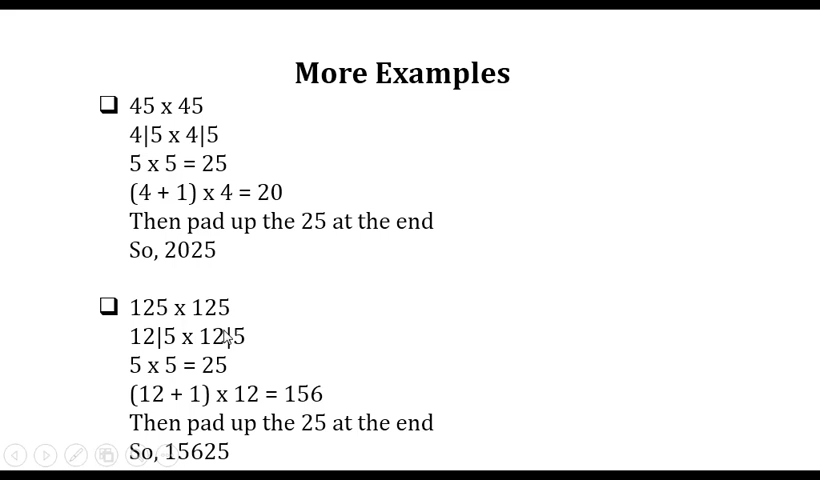 More Examples
45 x 45
4|5 x 4|5
5 x 5 = 25
(4 + 1) x 4 = 20
Then pad up the 25 at the end
So, 2025
125 x 125
12|5 x 12|5
5 x 5 = 25
(12 + 1) x 12 = 156
Then pad up the 25 at the end
So, 15625